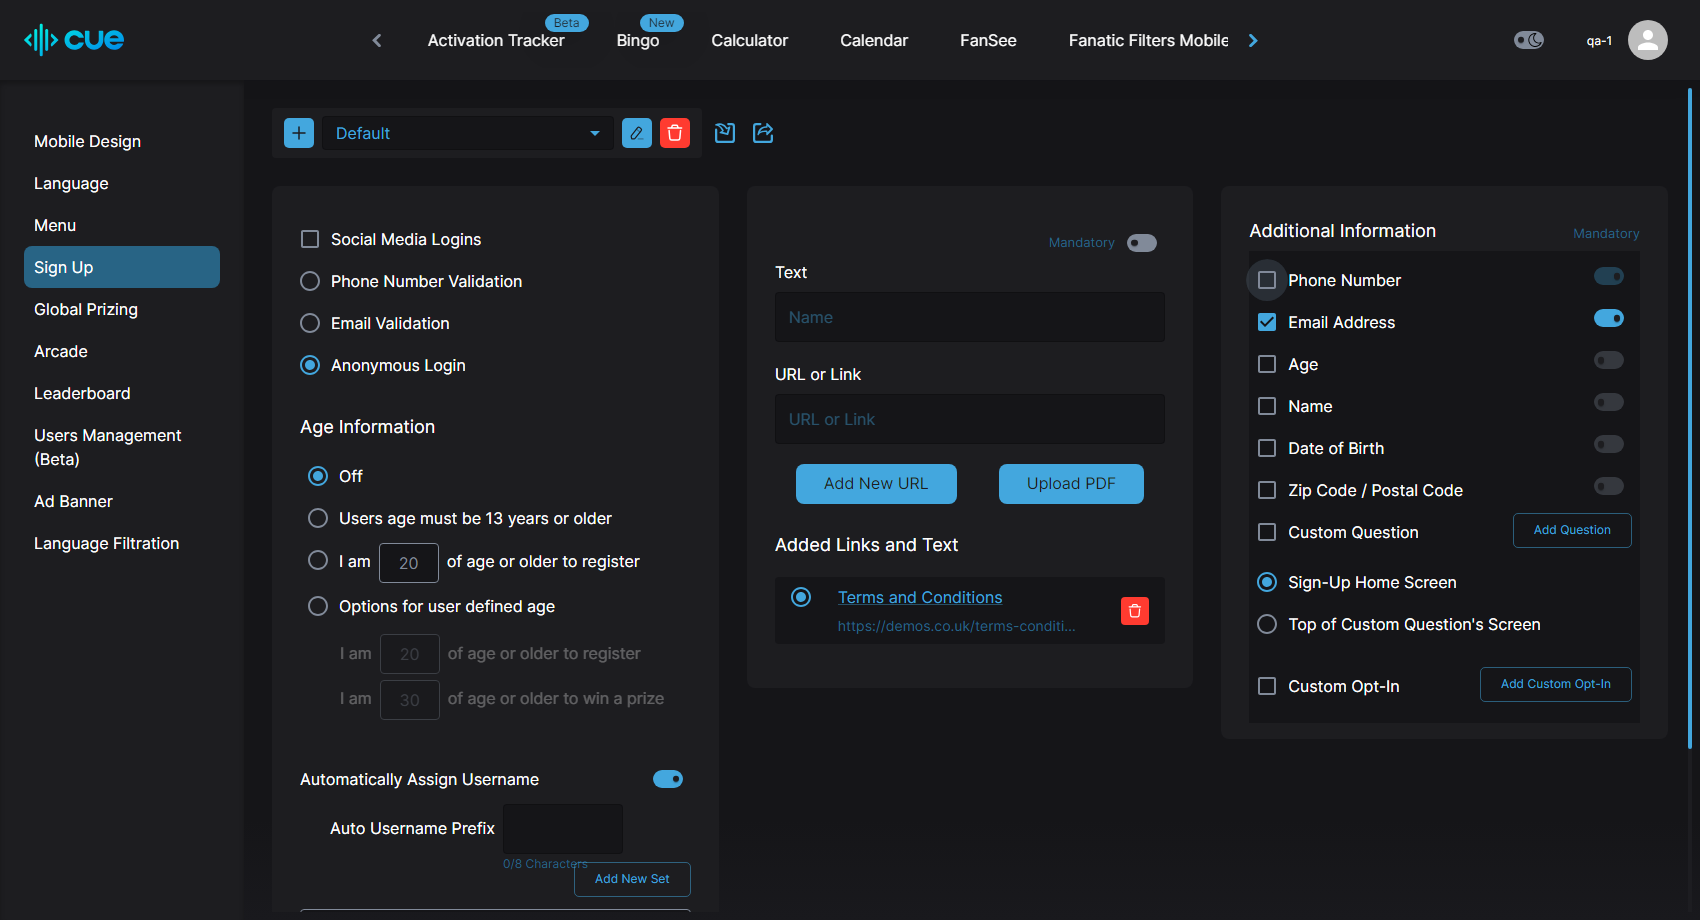 cue
Beta
New
Activation Tracker
Bingo
Calculator
Calendar
FanSee
Fanatic Filters Mobile
qa-1
Mobile Design
Language
Menu
Sign Up
Global Prizing
Arcade
Leaderboard
Users Management
(Beta)
Ad Banner
Language Filtration
Default
Social Media Logins
Phone Number Validation
Email Validation
Anonymous Login
Age Information
Off
Users age must be 13 years or older
I am 20 of age or older to register
Options for user defined age
I am 20 of age or older to register
I am 30 of age or older to win a prize
Automatically Assign Username
Auto Username Prefix
0/8 Characters
Add New Set
Mandatory
Text
Name
URL or Link
URL or Link
Add New URL
Upload PDF
Added Links and Text
Terms and Conditions
https://demos.co.uk/terms-conditi...
Additional Information
Mandatory
Phone Number
Email Address
Age
Name
Date of Birth
Zip Code / Postal Code
Custom Question
Add Question
Sign-Up Home Screen
Top of Custom Question's Screen
Custom Opt-In
Add Custom Opt-In